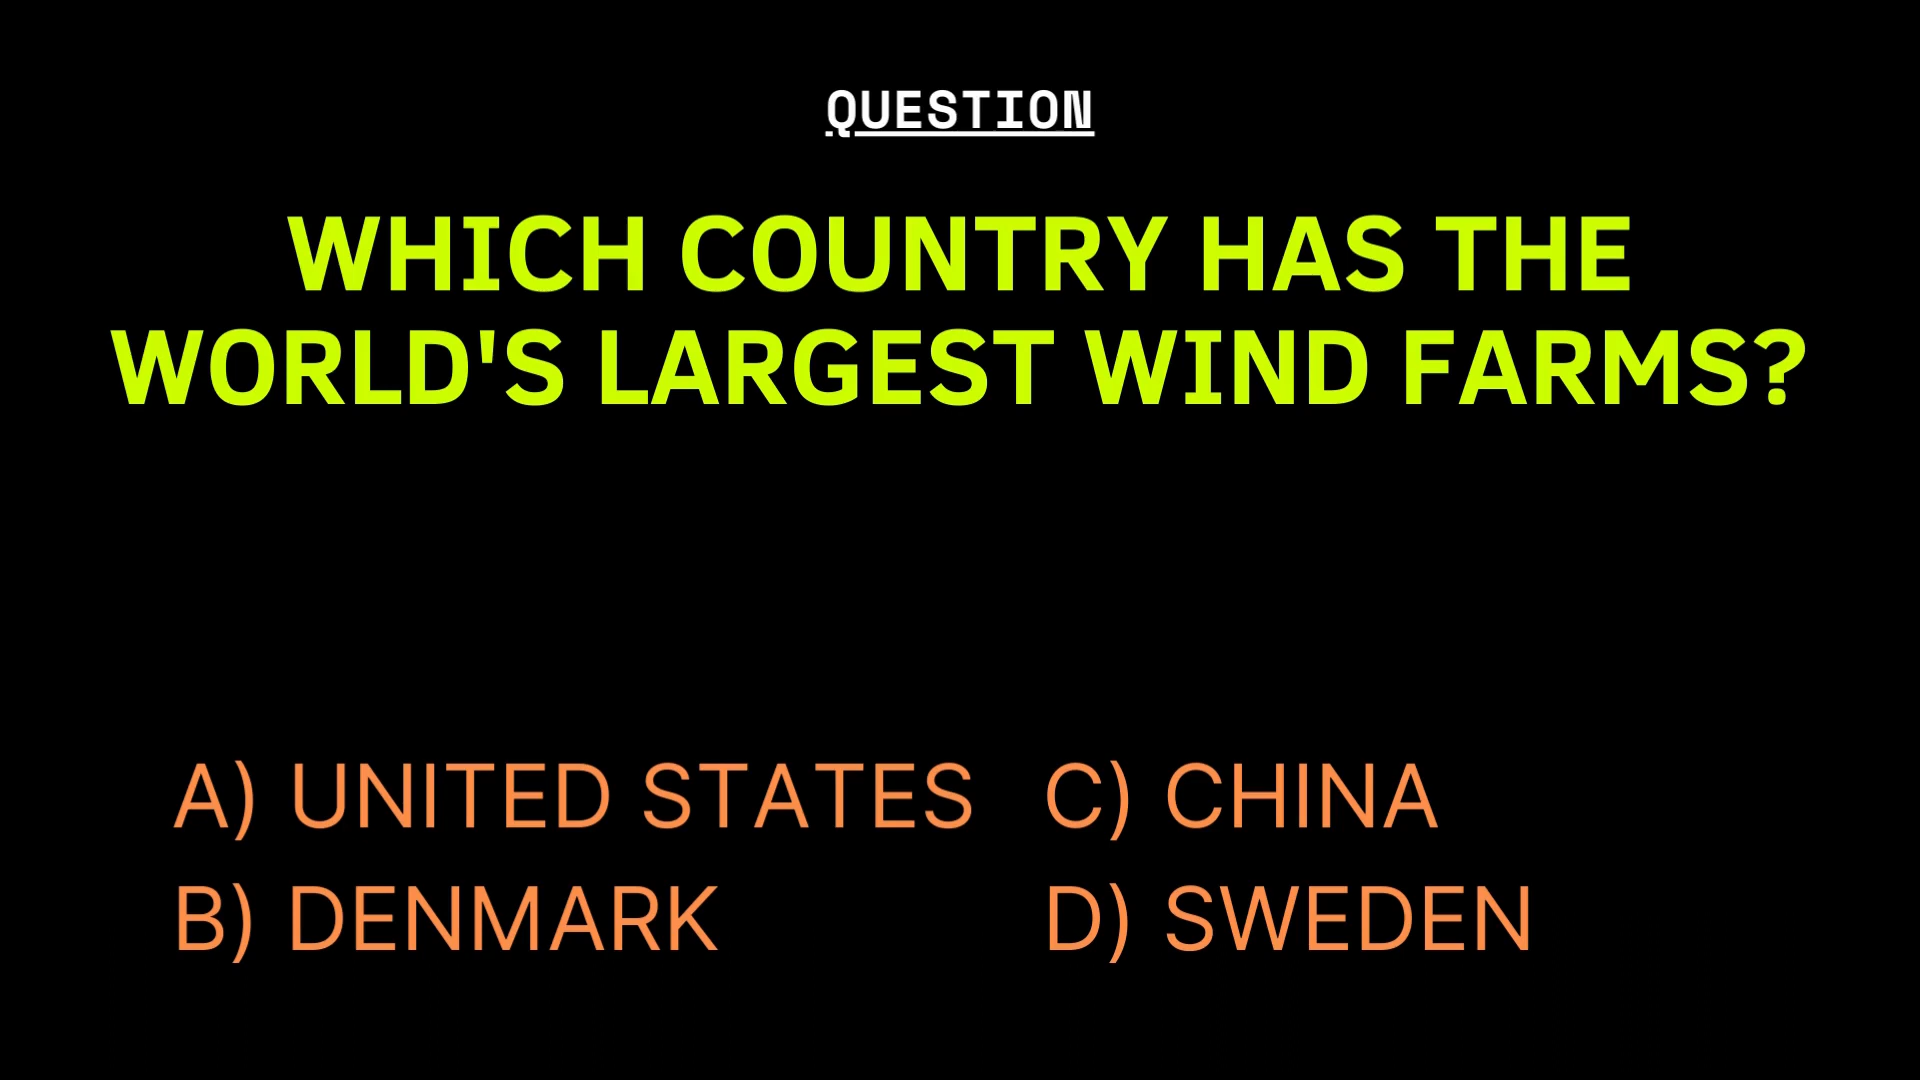 QUESTION
WHICH COUNTRY HAS THE
WORLD'S LARGEST WIND FARMS?
A) UNITED STATES
B) DENMARK
C) CHINA
D) SWEDEN